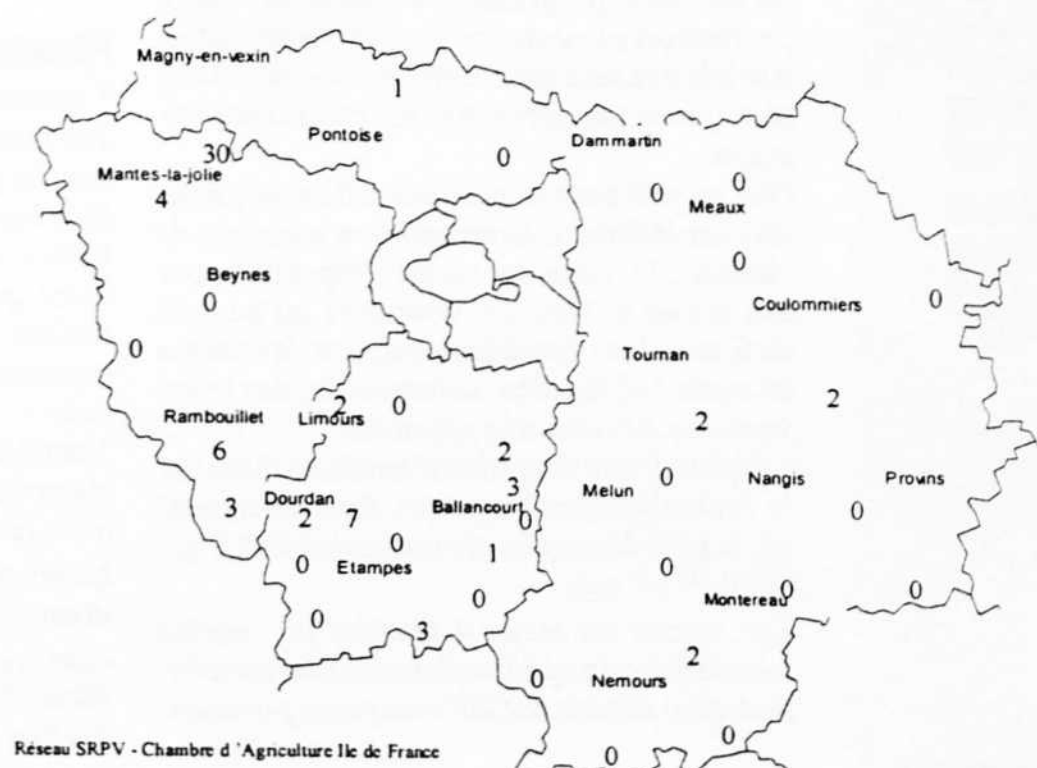 Magny-en-vexin
1
Pontoise
Dammartin
30
0
Mantes-la-jolie
4
0
0
Meaux
0
Beynes
0
Coulommiers
0
0
Tournan
2
2
0
Rambouillet
Limours
2
6
2
0
3
Melun
Nangis
Provins
Dourdan
3
2
7
Ballancourt
0
0
0
0
Etampes
1
0
0
0
0
Montereau
0
3
2
0
Nemours
0
0
Réseau SRPV - Chambre d 'Agriculture Ile de France